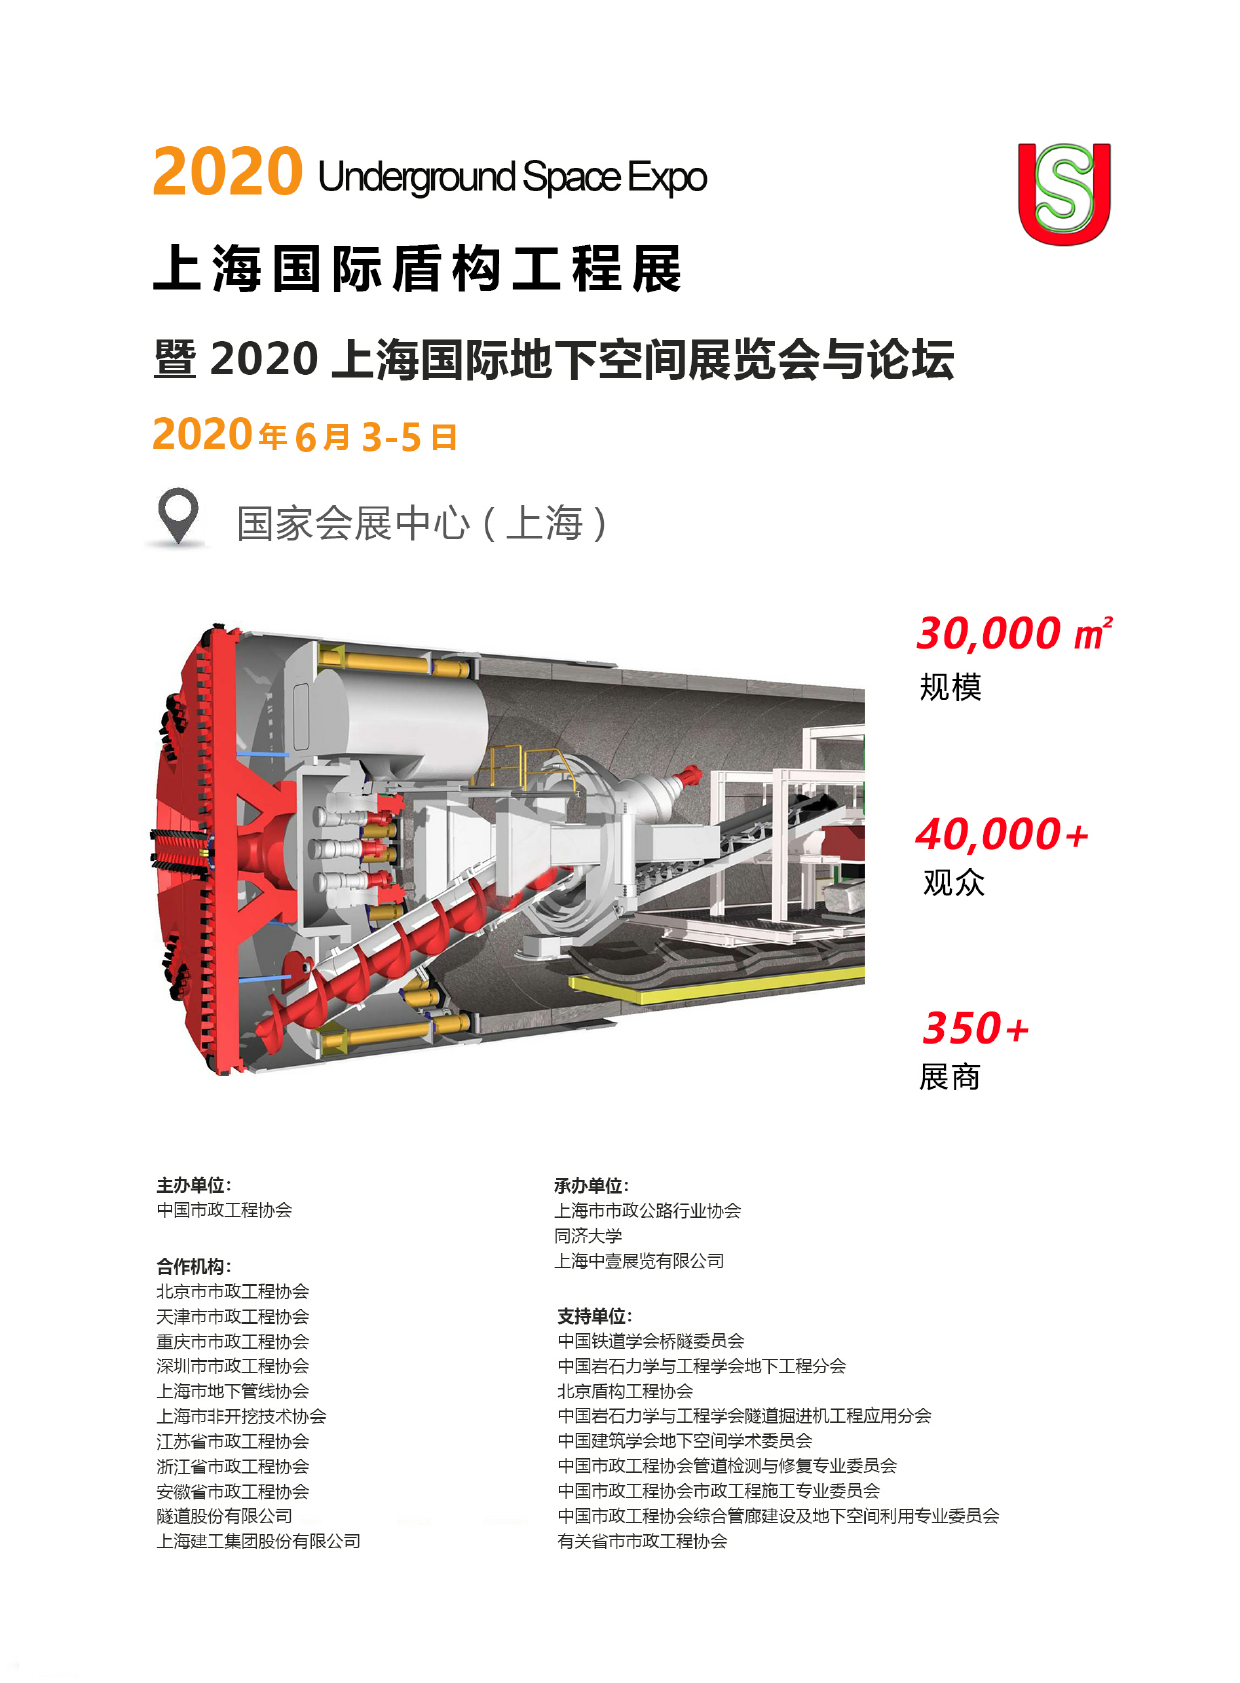 2020 Underground Space Expo
US
上海国际盾构工程展
暨 2020 上海国际地下空间展览会与论坛
2020年6月3-5日
国家会展中心(上海)
30,000 ㎡
规模
40,000+
观众
350+
展商
主办单位:
中国市政工程协会
合作机构:
北京市市政工程协会
天津市市政工程协会
重庆市市政工程协会
深圳市市政工程协会
上海市地下管线协会
上海市非开挖技术协会
江苏省市政工程协会
浙江省市政工程协会
安徽省市政工程协会
隧道股份有限公司
上海建工集团股份有限公司
承办单位:
上海市市政公路行业协会
同济大学
上海中壹展览有限公司
支持单位:
中国铁道学会桥隧委员会
中国岩石力学与工程学会地下工程分会
北京盾构工程协会
中国岩石力学与工程学会隧道掘进机工程应用分会
中国建筑学会地下空间学术委员会
中国市政工程协会管道检测与修复专业委员会
中国市政工程协会市政工程施工专业委员会
中国市政工程协会综合管廊建设及地下空间利用专业委员会
有关省市市政工程协会